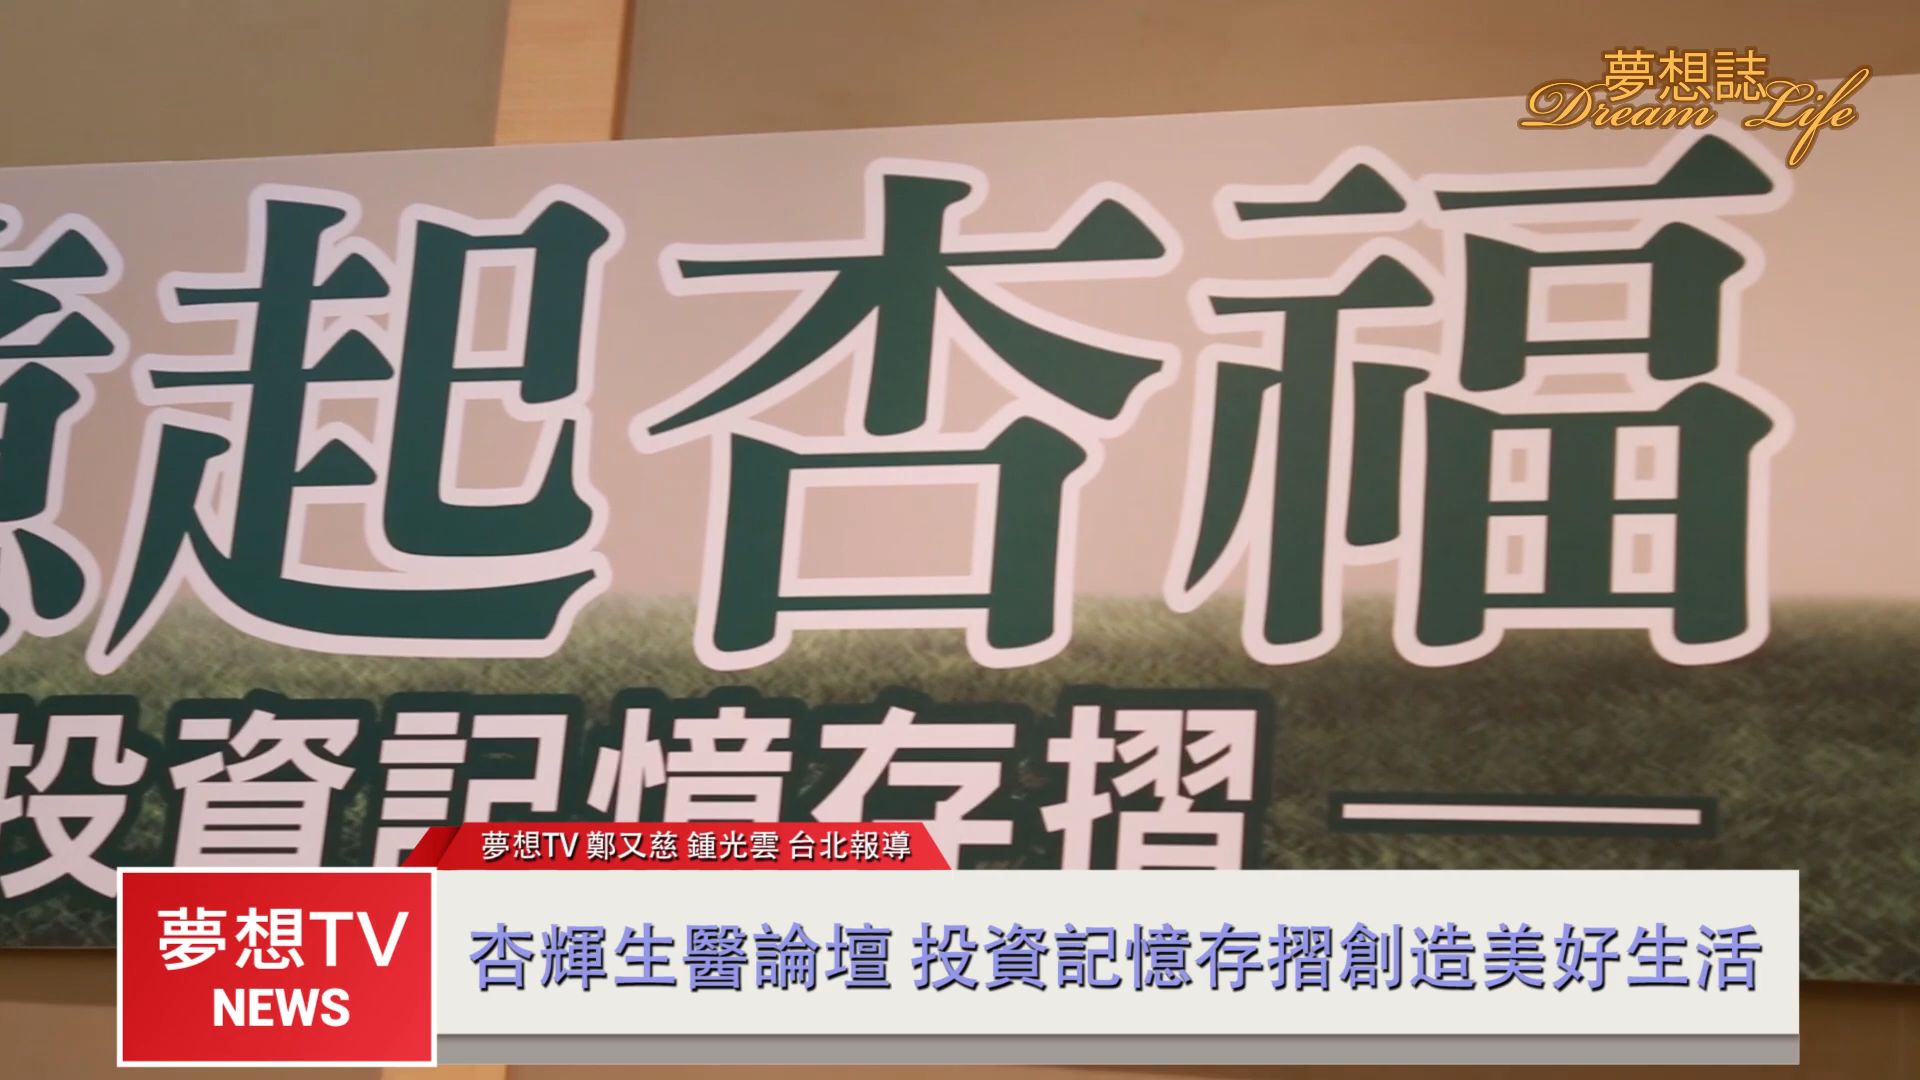 夢想誌
Dream Life
憶起杏福
投資記憶存摺 —
夢想TV 鄭又慈 鍾光雲 台北報導
夢想TV
NEWS
杏輝生醫論壇 投資記憶存摺創造美好生活